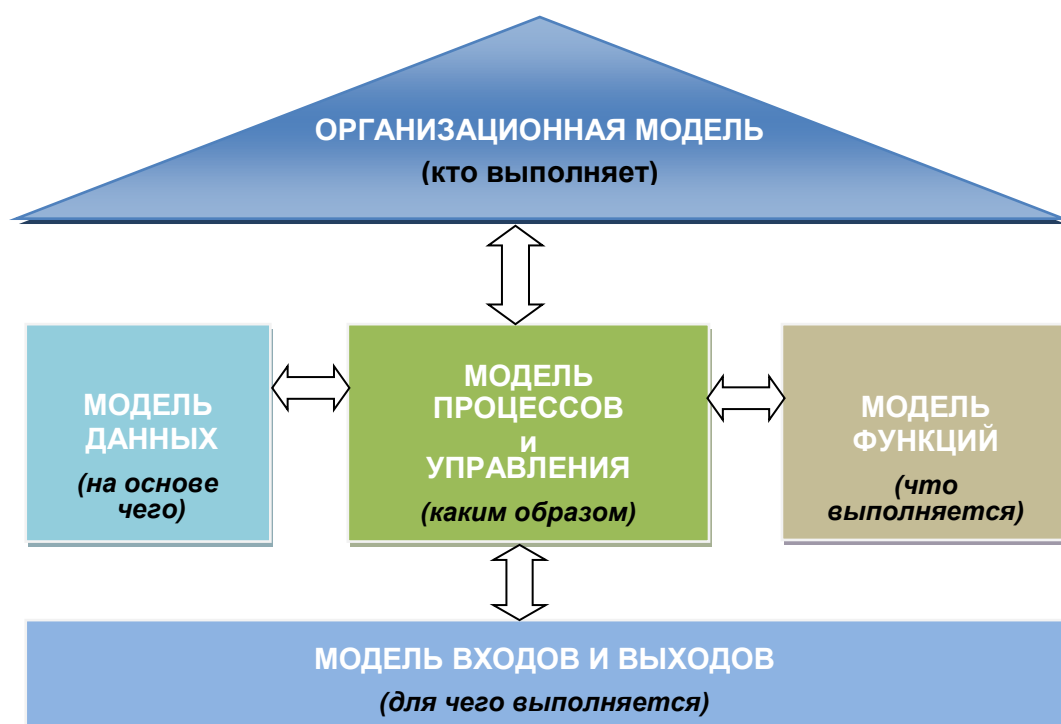 ОРГАНИЗАЦИОННАЯ МОДЕЛЬ
(кто выполняет)
МОДЕЛЬ
ДАННЫХ
(на основе
чего)
МОДЕЛЬ
ПРОЦЕССОВ
и
УПРАВЛЕНИЯ
(каким образом)
МОДЕЛЬ
ФУНКЦИЙ
(что
выполняется)
МОДЕЛЬ ВХОДОВ И ВЫХОДОВ
(для чего выполняется)